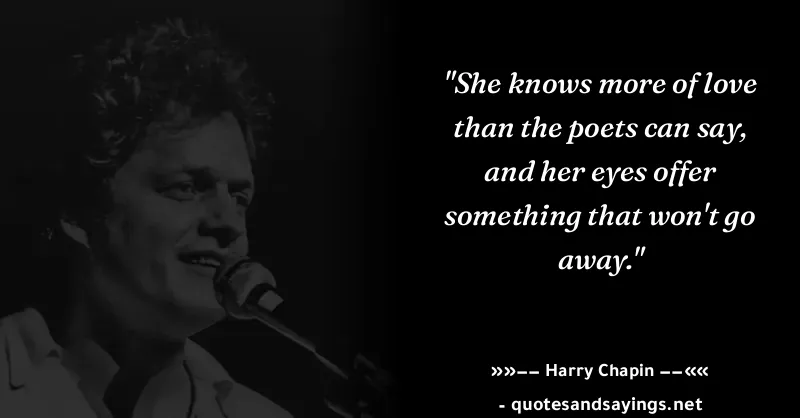 "She knows more of love
than the poets can say,
and her eyes offer
something that won't go
away."
»»−− Harry Chapin −−««
- quotesandsayings.net